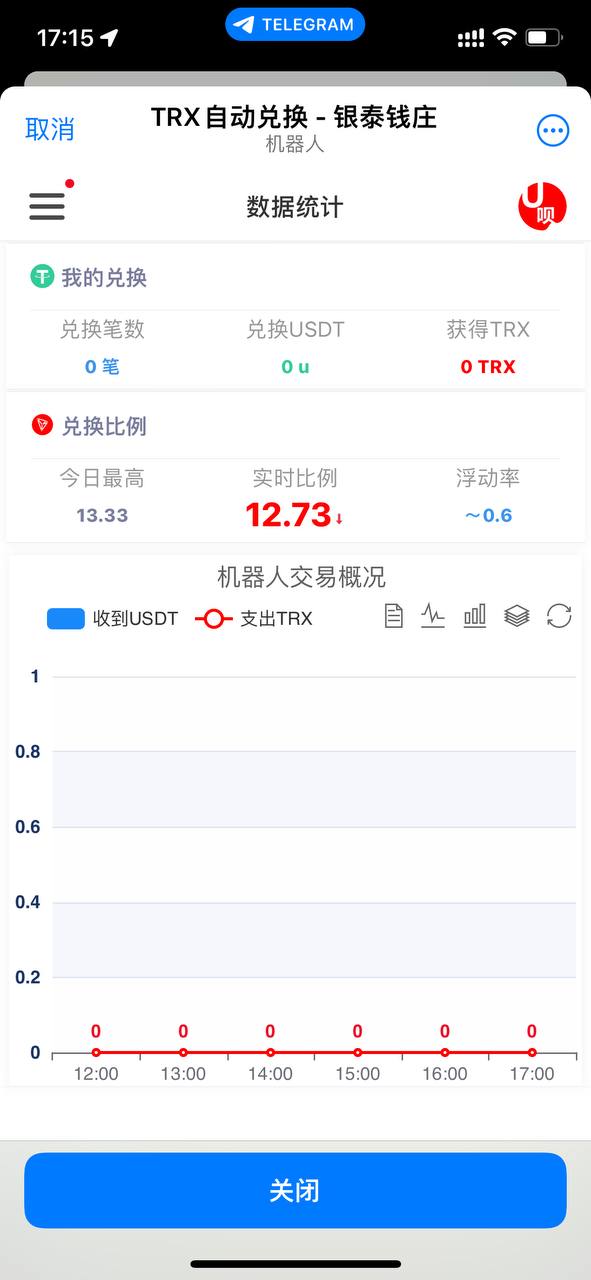 17:15
TELEGRAM
取消
TRX自动兑换 - 银泰钱庄
机器人
数据统计
U
呗
我的兑换
兑换笔数 兑换USDT 获得TRX
0 笔 0 u 0 TRX
兑换比例
今日最高 实时比例 浮动率
13.33 12.73↓ ～0.6
机器人交易概况
收到USDT 支出TRX
1
0.8
0.6
0.4
0.2
0 0 0 0 0 0
0
12:00 13:00 14:00 15:00 16:00 17:00
关闭